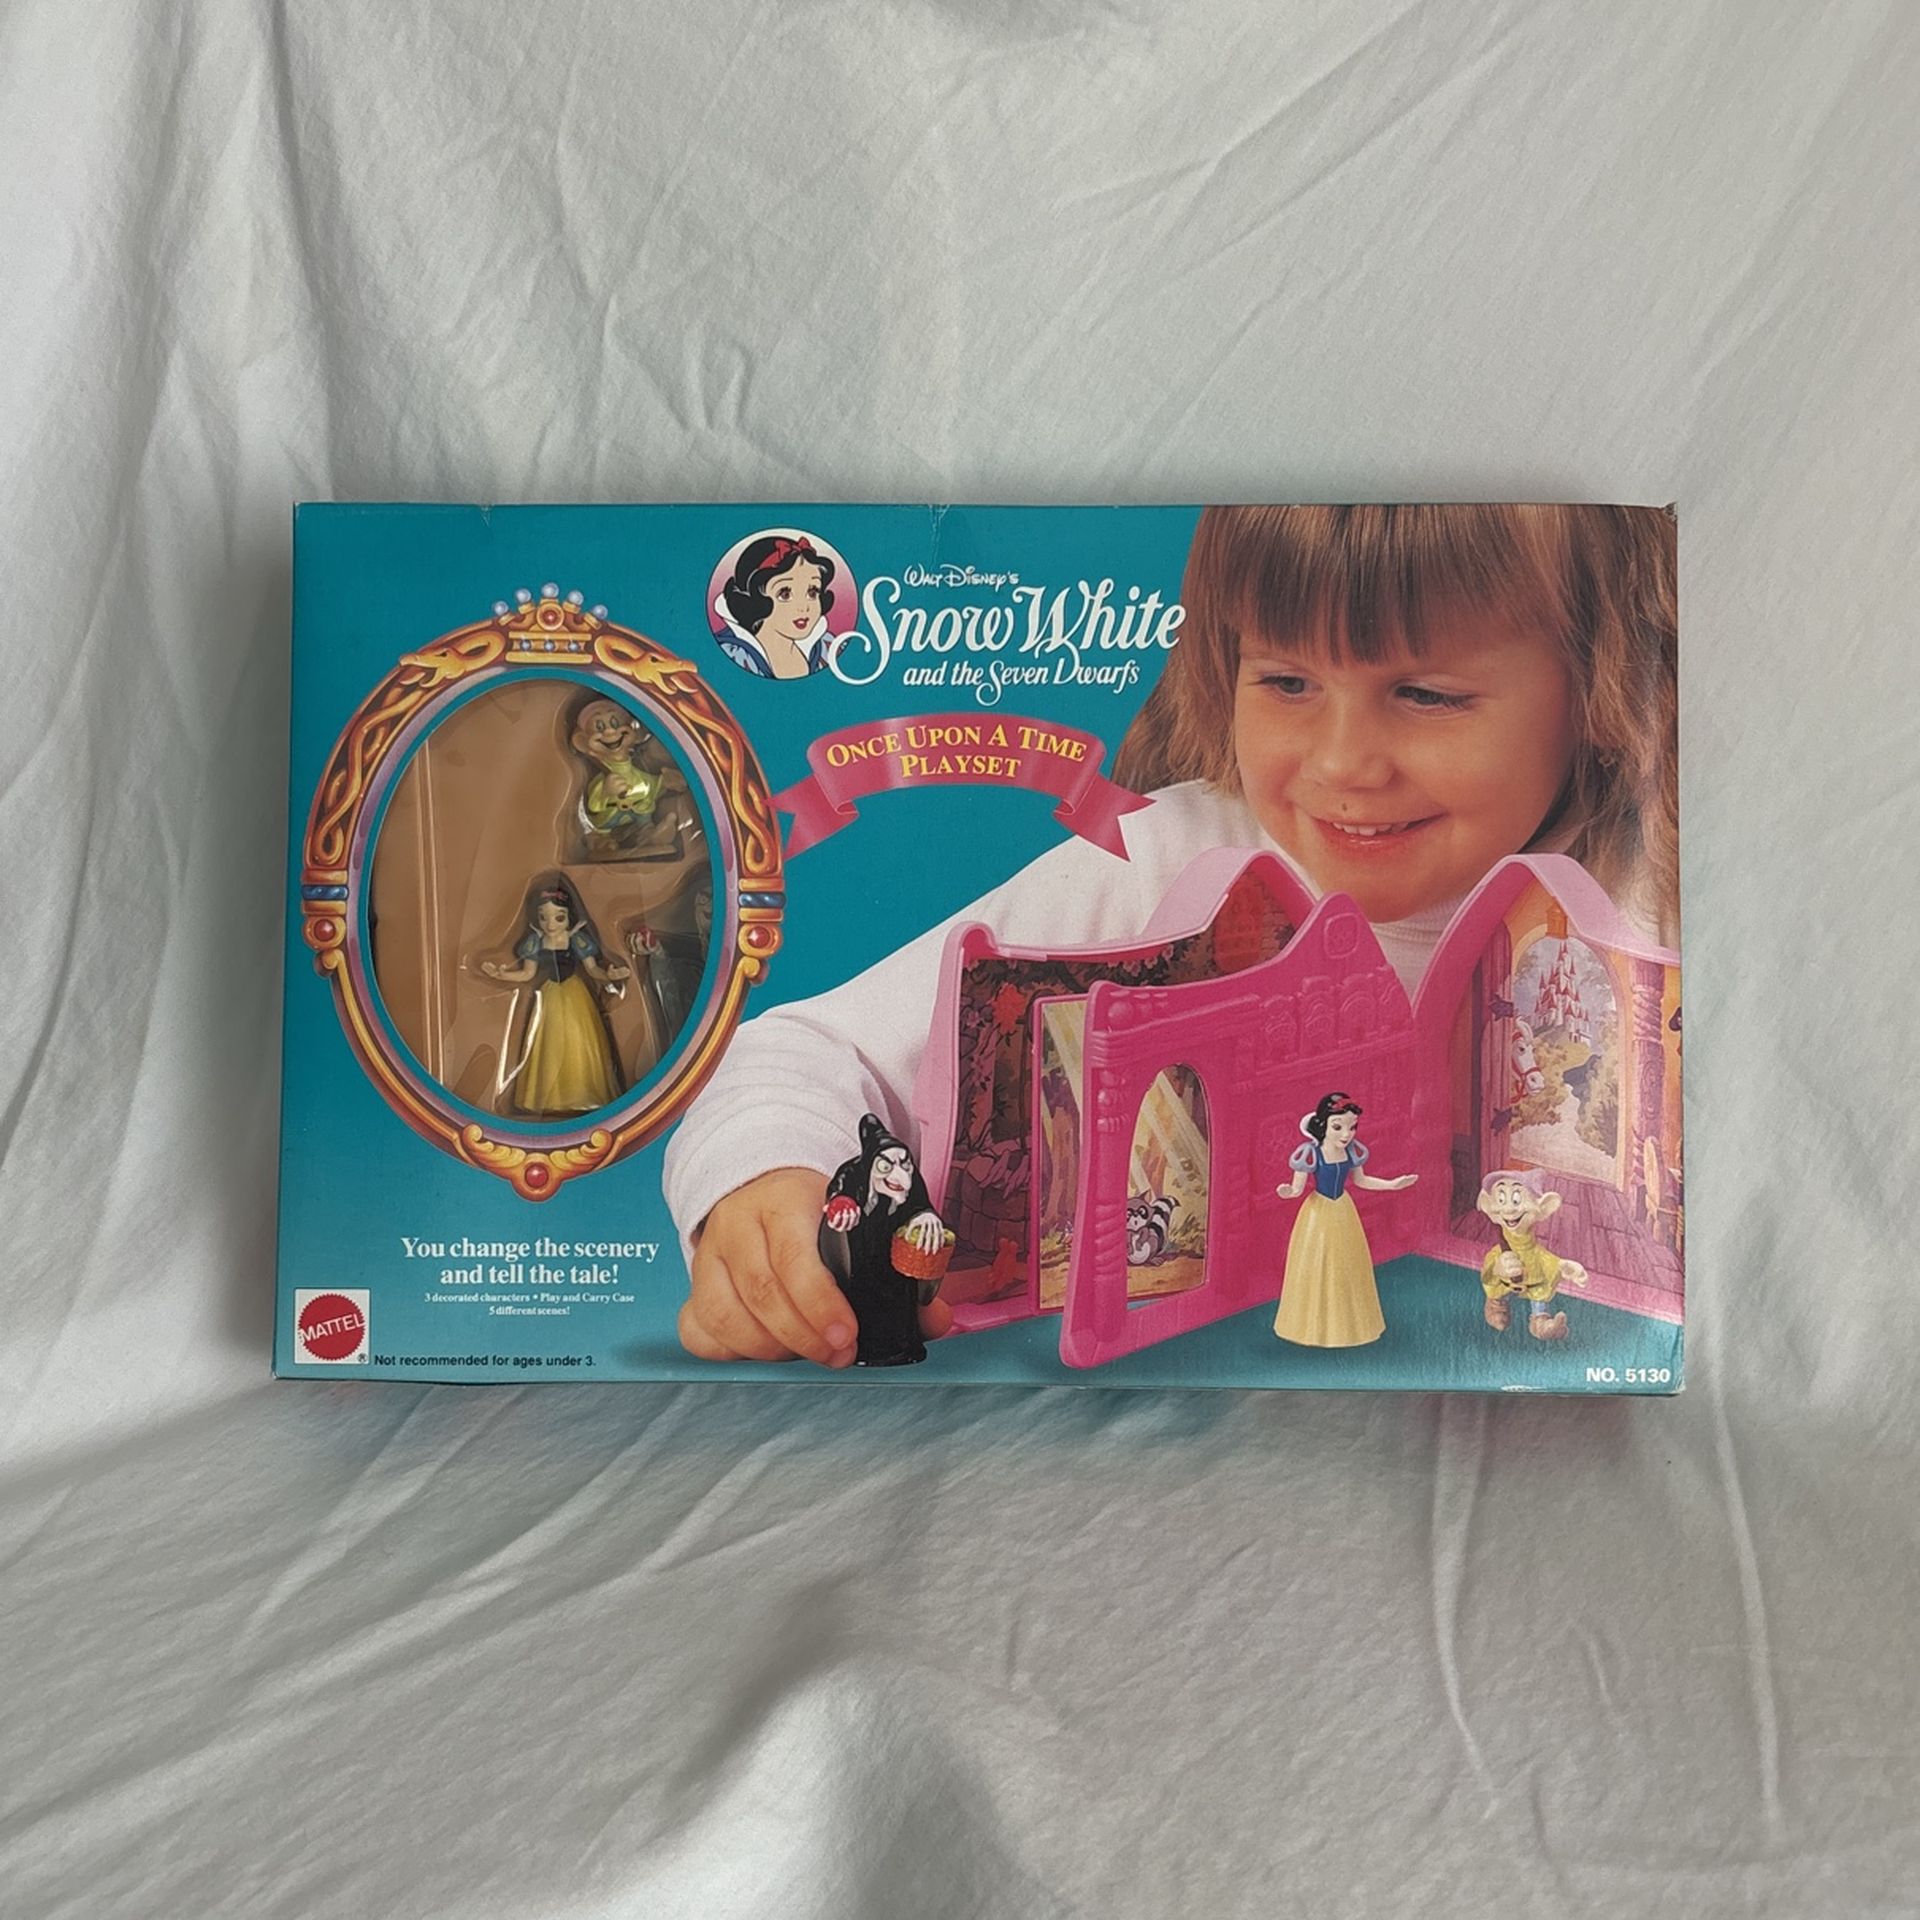 WALT DISNEY'S
Snow White
and the Seven Dwarfs
ONCE UPON A TIME
PLAYSET
You change the scenery
and tell the tale!
3 decorated characters • Play and Carry Case
5 different scenes!
MATTEL
® Not recommended for ages under 3.
NO. 5130